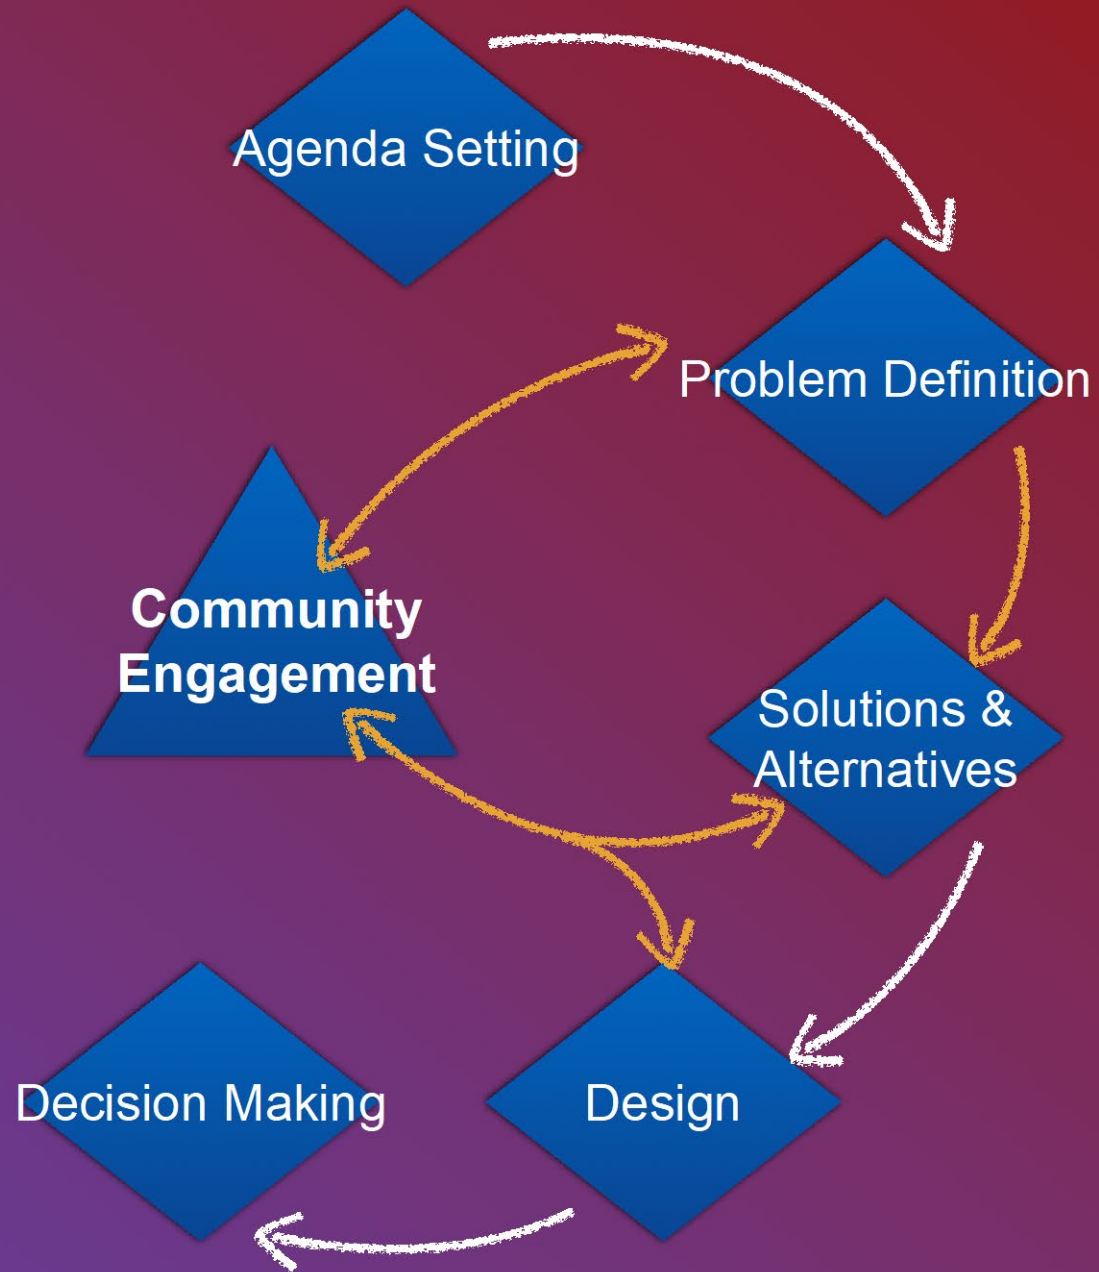 Agenda Setting
Problem Definition
Community
Engagement
Solutions &
Alternatives
Decision Making
Design